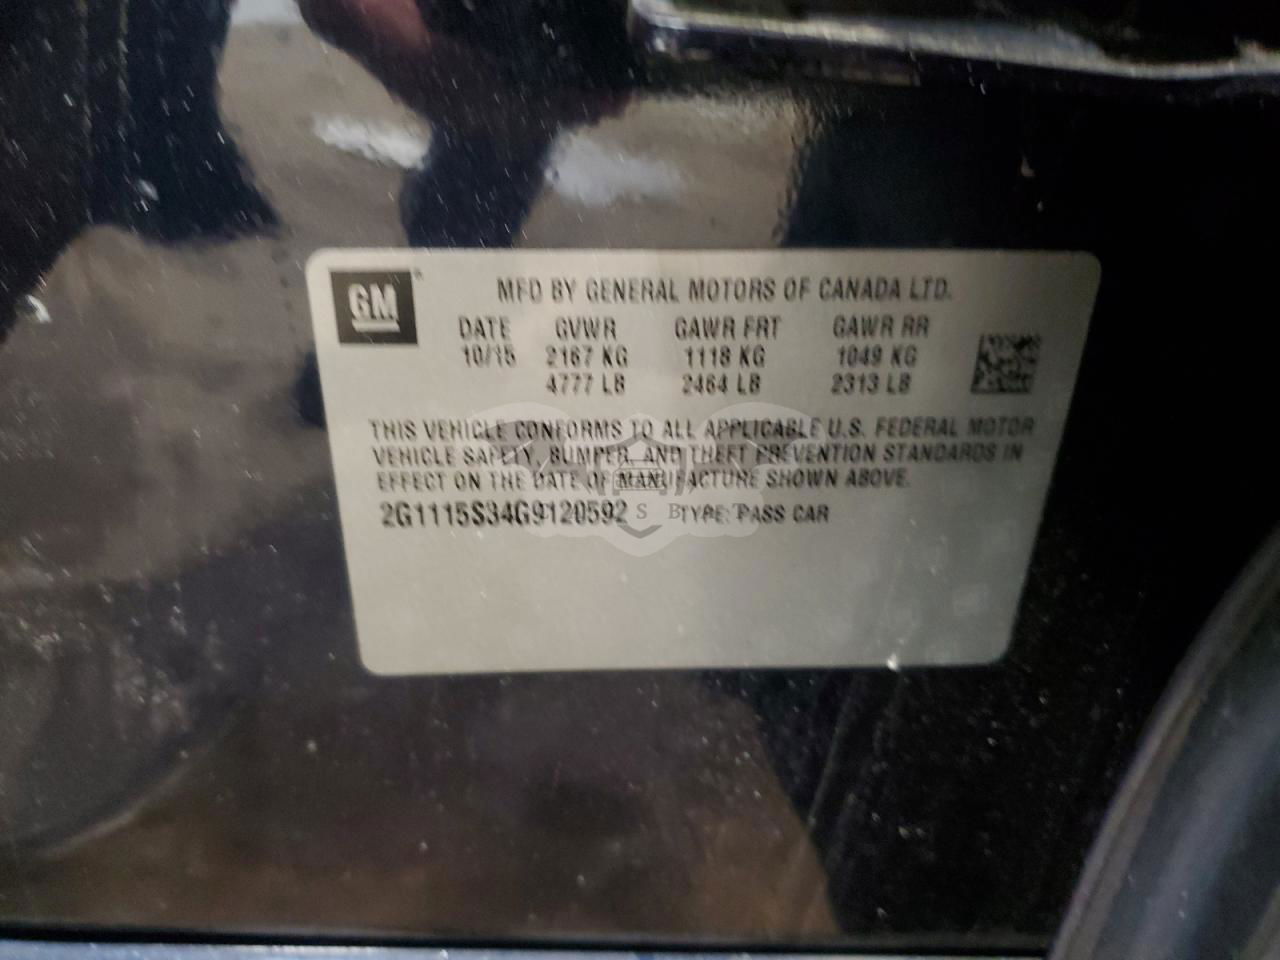 GM
MFD BY GENERAL MOTORS OF CANADA LTD.
DATE GVWR GAWR FRT GAWR RR
10/15 2167 KG 1118 KG 1049 KG
4777 LB 2464 LB 2313 LB
THIS VEHICLE CONFORMS TO ALL APPLICABLE U.S. FEDERAL MOTOR
VEHICLE SAFETY, BUMPER, AND THEFT PREVENTION STANDARDS IN
EFFECT ON THE DATE OF MANUFACTURE SHOWN ABOVE.
2G1115S34G9120592 TYPE: PASS CAR